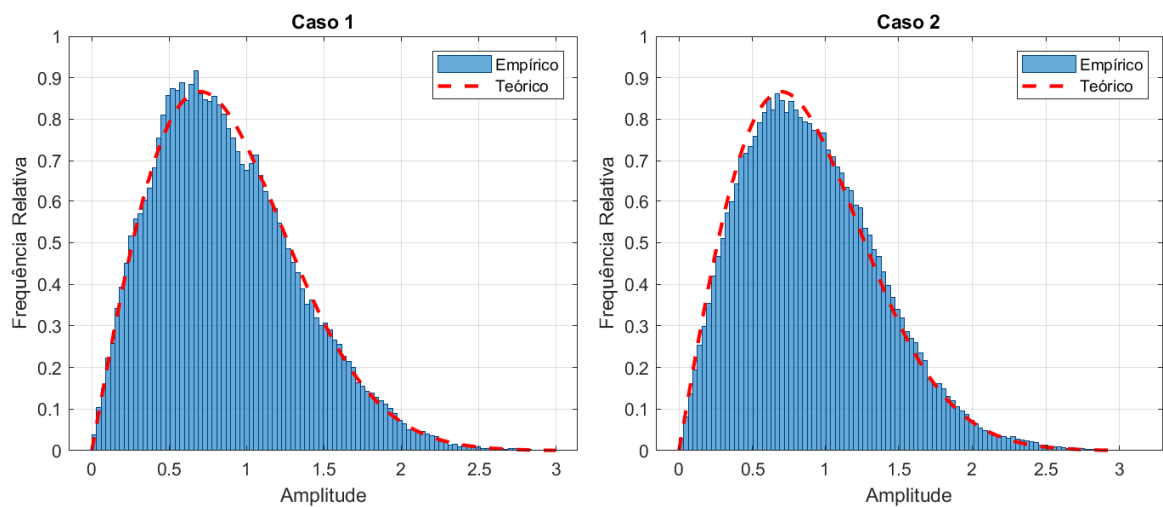 Caso 1
Frequência Relativa
1
0.9
0.8
0.7
0.6
0.5
0.4
0.3
0.2
0.1
0
Empírico
Teórico
0 0.5 1 1.5 2 2.5 3
Amplitude
Caso 2
Frequência Relativa
1
0.9
0.8
0.7
0.6
0.5
0.4
0.3
0.2
0.1
0
Empírico
Teórico
0 0.5 1 1.5 2 2.5 3
Amplitude